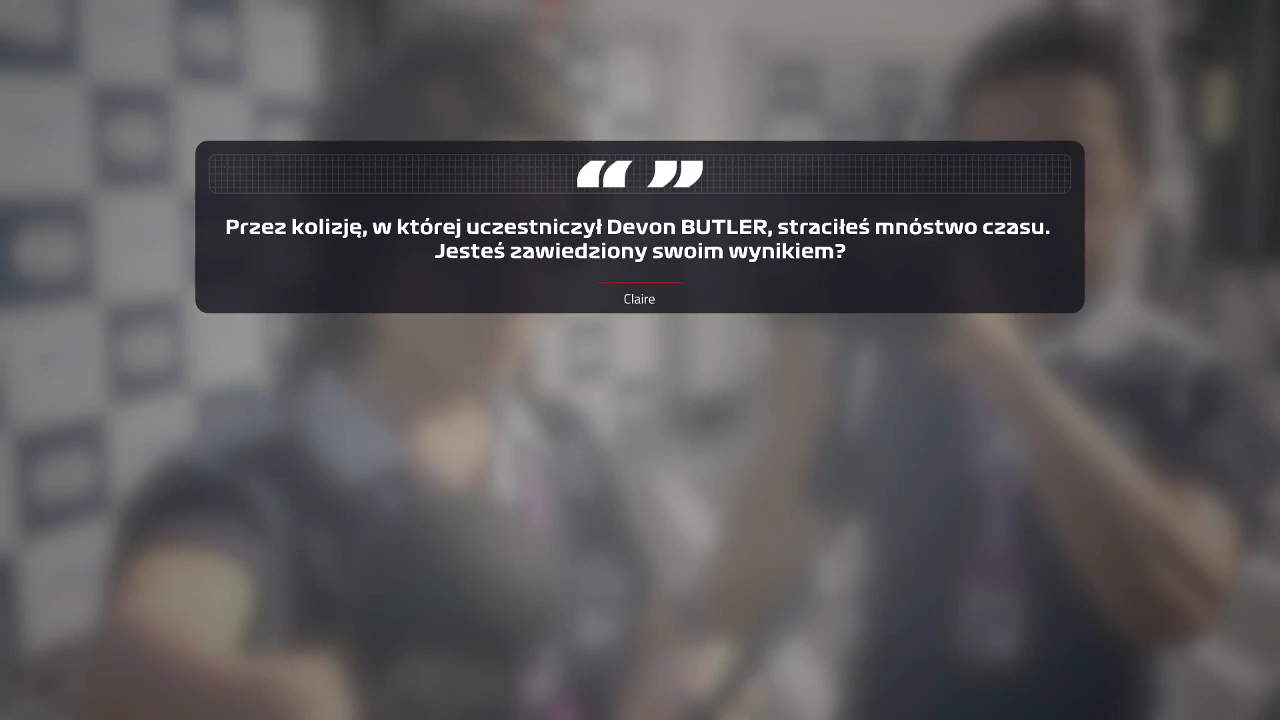 Przez kolizję, w której uczestniczył Devon BUTLER, straciłeś mnóstwo czasu.
Jesteś zawiedziony swoim wynikiem?
Claire